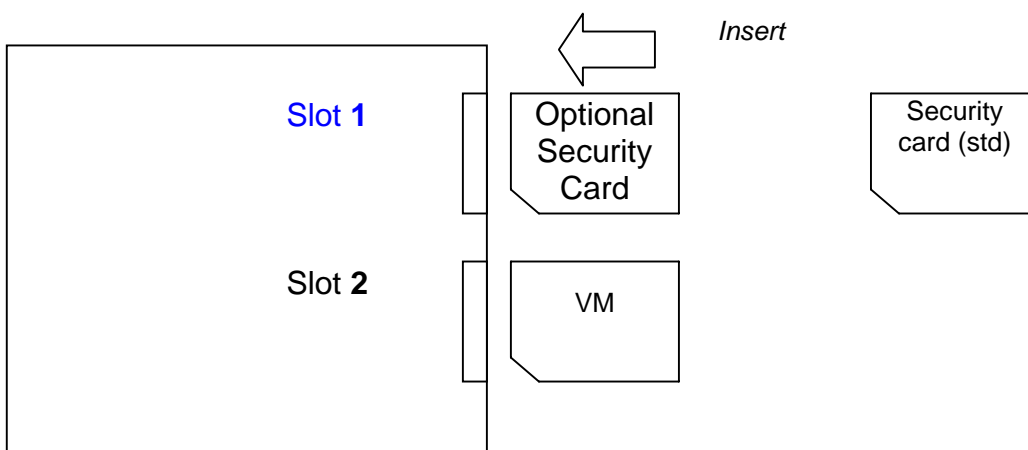 Insert
Slot 1
Optional
Security
Card
Security
card (std)
Slot 2
VM